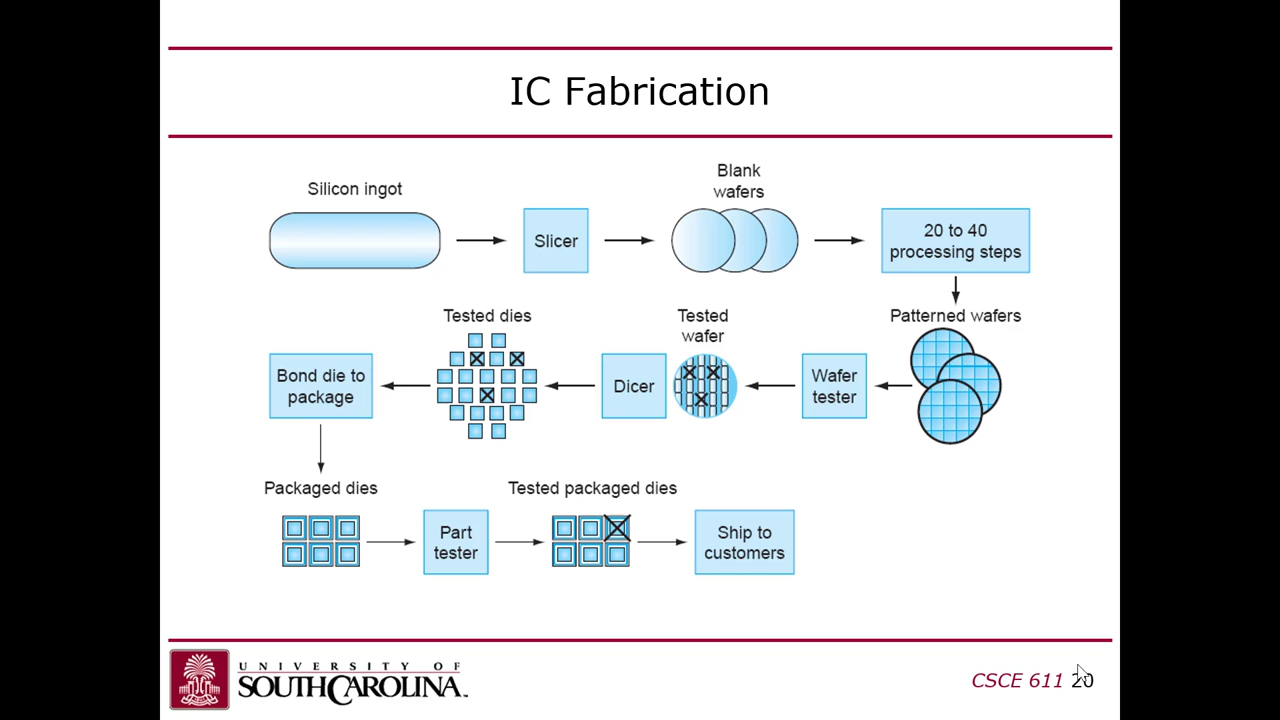 IC Fabrication
Silicon ingot
Slicer
Blank
wafers
20 to 40
processing steps
Patterned wafers
Wafer
tester
Tested
wafer
Dicer
Tested dies
Bond die to
package
Packaged dies
Part
tester
Tested packaged dies
Ship to
customers
UNIVERSITY OF
SOUTH CAROLINA™
CSCE 611 20